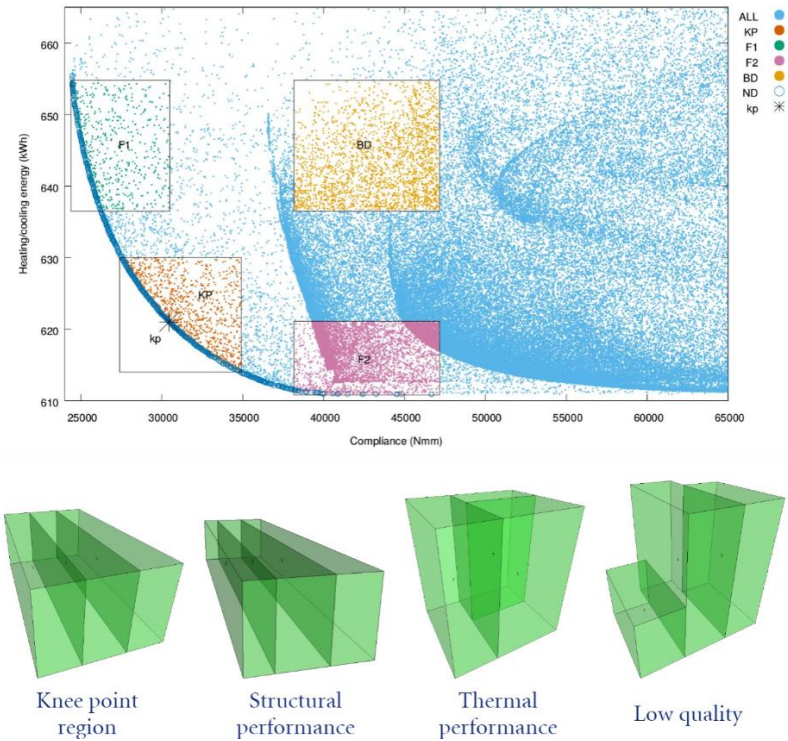 ALL
KP
F1
F2
BD
ND
kp
660
650
640
630
620
610
Heating/cooling energy (kWh)
F1
BD
KP
kp
F2
25000 30000 35000 40000 45000 50000 55000 60000 65000
Compliance (Nmm)
Knee point
region
Structural
performance
Thermal
performance
Low quality